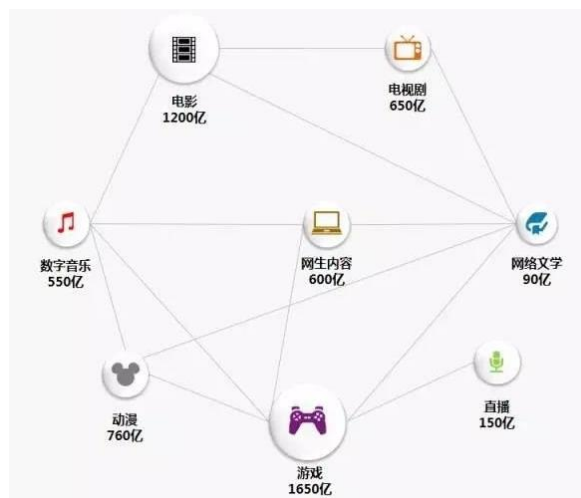 电影
1200亿
电视剧
650亿
数字音乐
550亿
网生内容
600亿
网络文学
90亿
动漫
760亿
直播
150亿
游戏
1650亿